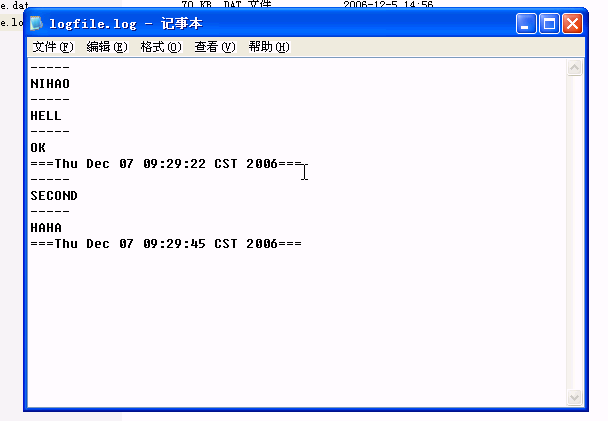 e.dat 70 KB DAT 文件 2006-12-5 14:56
e.lo
logfile.log - 记事本
文件(F) 编辑(E) 格式(O) 查看(V) 帮助(H)
-----
NIHAO
-----
HELL
-----
OK
===Thu Dec 07 09:29:22 CST 2006===
-----
SECOND
-----
HAHA
===Thu Dec 07 09:29:45 CST 2006===